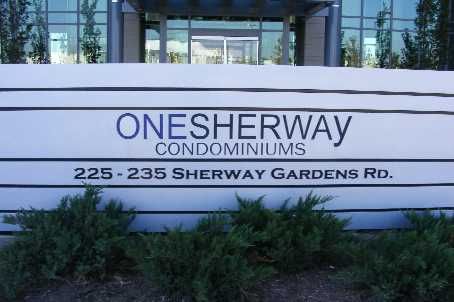 ONESHERWAY
CONDOMINIUMS
225 - 235 SHERWAY GARDENS RD.